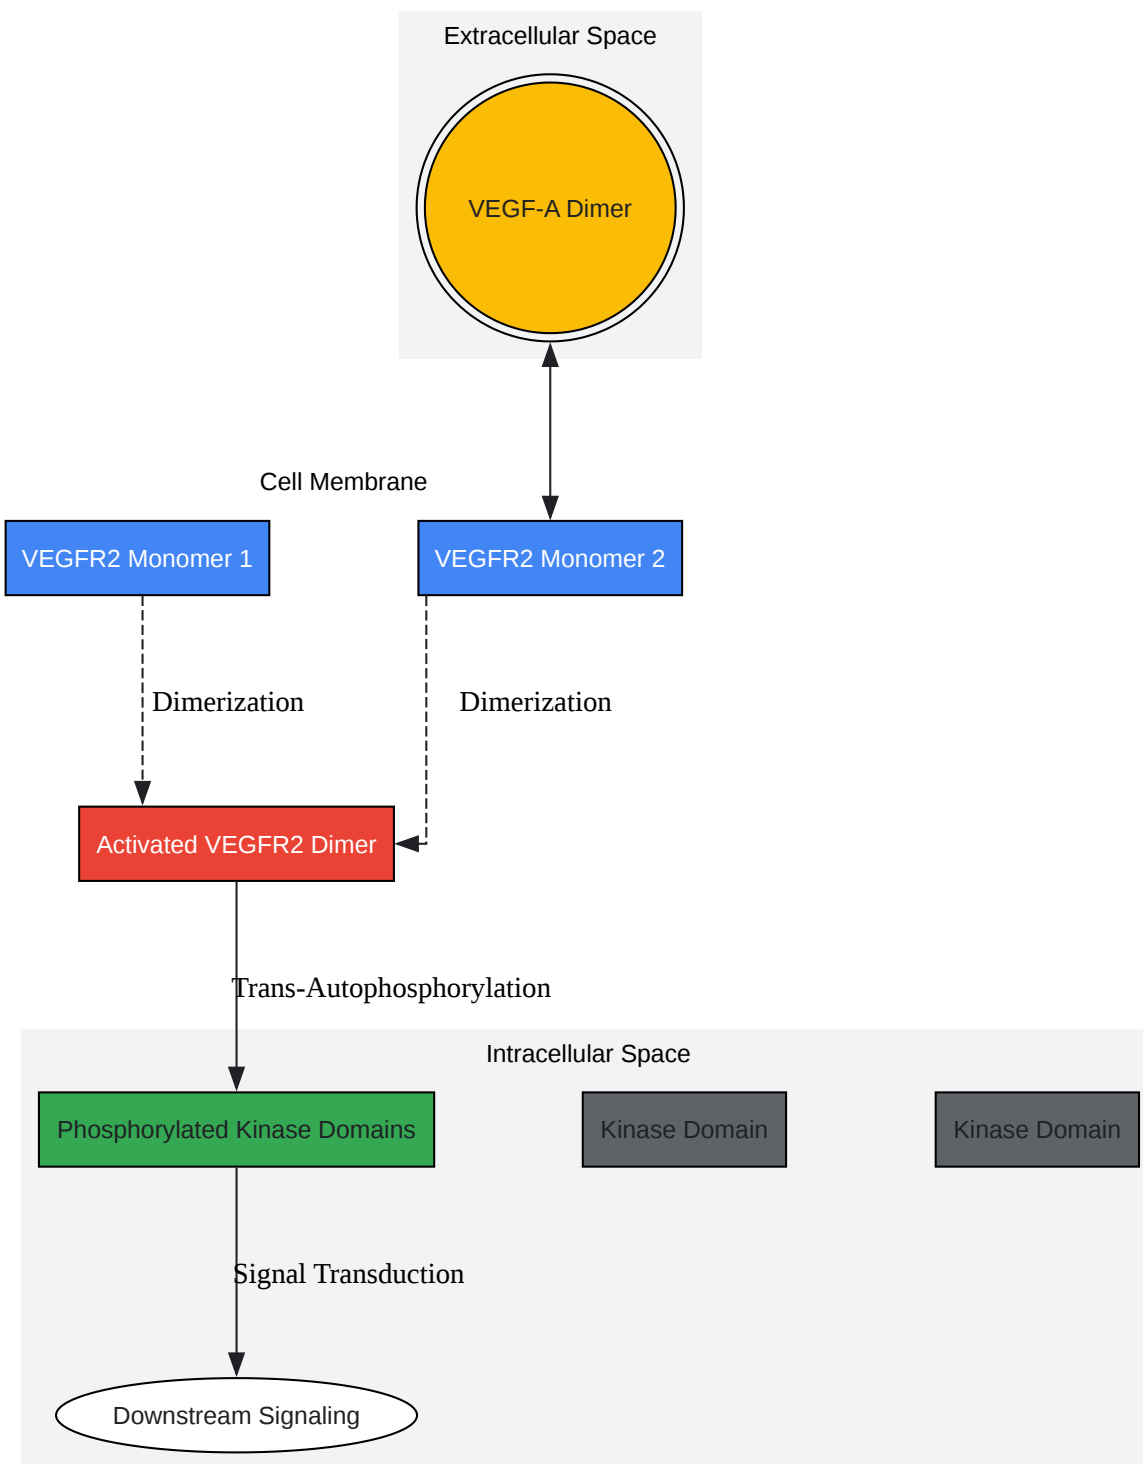 Extracellular Space
VEGF-A Dimer
Cell Membrane
VEGFR2 Monomer 1
VEGFR2 Monomer 2
Dimerization
Dimerization
Activated VEGFR2 Dimer
Trans-Autophosphorylation
Intracellular Space
Phosphorylated Kinase Domains
Kinase Domain
Kinase Domain
Signal Transduction
Downstream Signaling